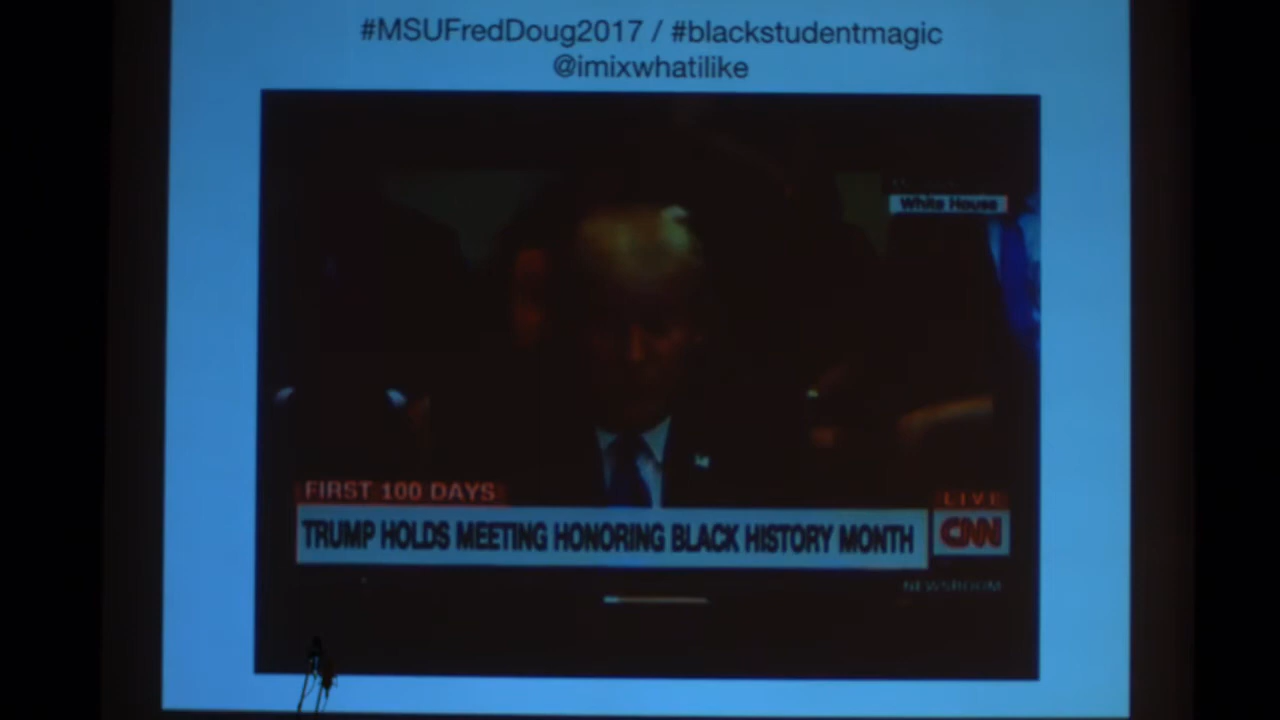 #MSUFredDoug2017 / #blackstudentmagic
@imixwhatilike
White House
FIRST 100 DAYS
LIVE
TRUMP HOLDS MEETING HONORING BLACK HISTORY MONTH
CNN
NEWSROOM